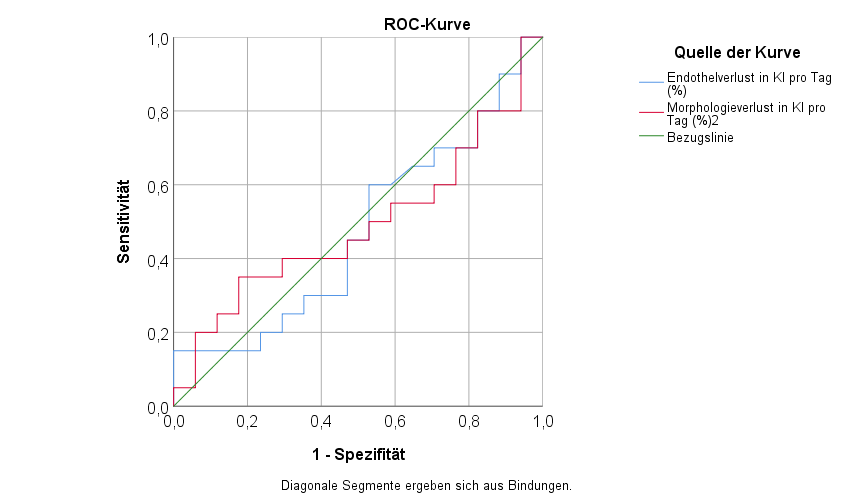 ROC-Kurve
Quelle der Kurve
Endothelverlust in KI pro Tag
(%)
Morphologieverlust in KI pro
Tag (%)2
Bezugslinie
Sensitivität
1,0
0,8
0,6
0,4
0,2
0,0
0,0 0,2 0,4 0,6 0,8 1,0
1 - Spezifität
Diagonale Segmente ergeben sich aus Bindungen.